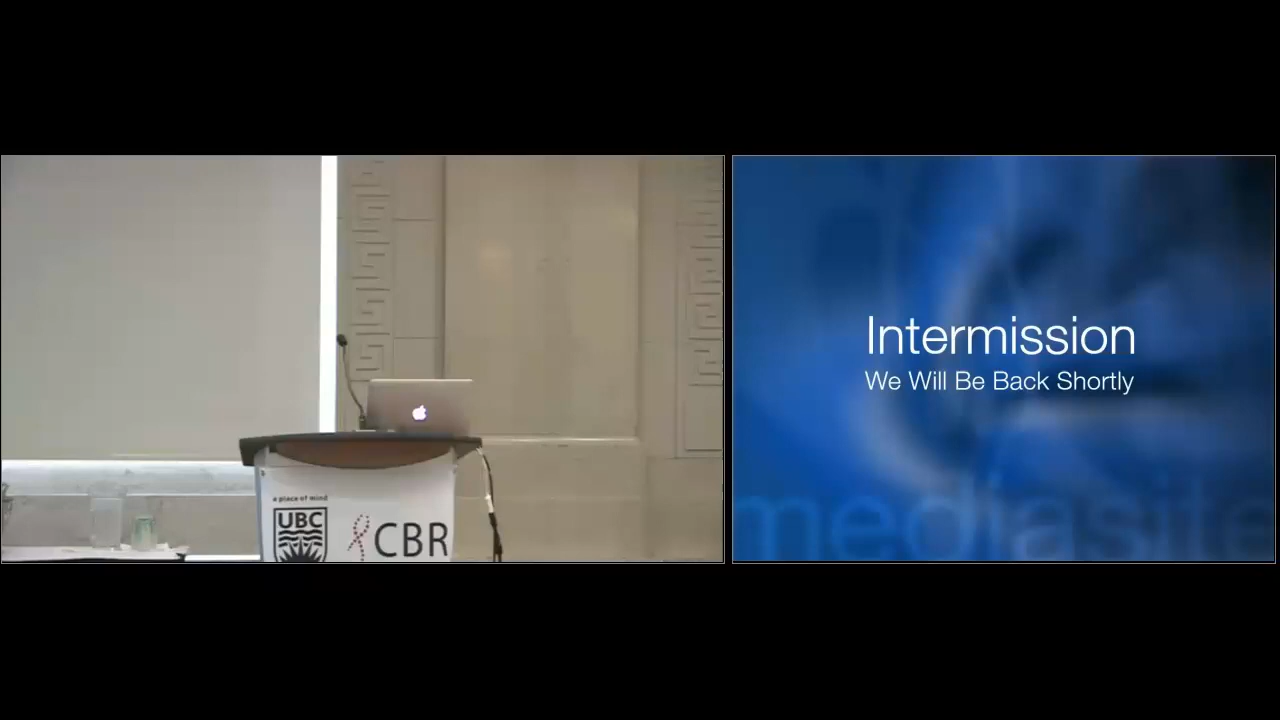 a place of mind
UBC
CBR
Intermission
We Will Be Back Shortly
mediasite